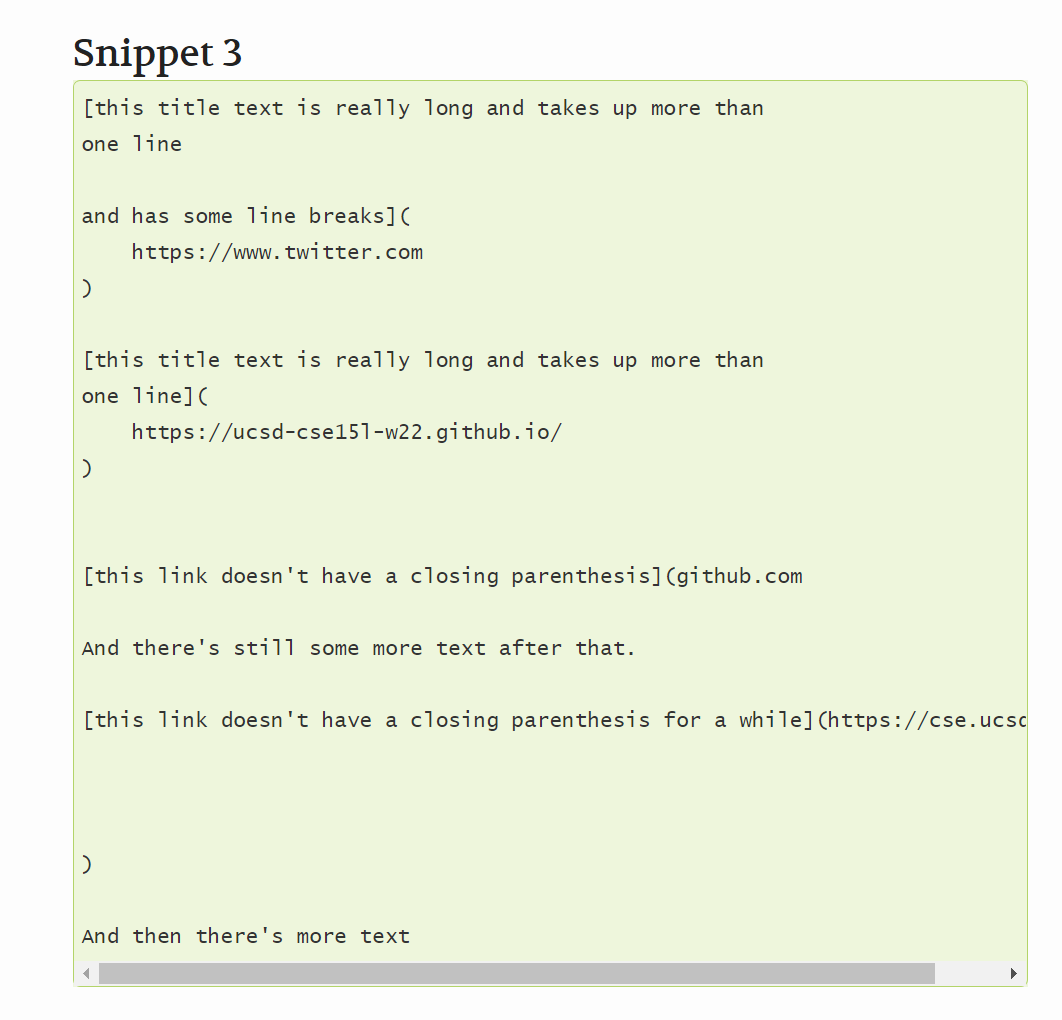 Snippet 3
[this title text is really long and takes up more than
one line
and has some line breaks](
https://www.twitter.com
)
[this title text is really long and takes up more than
one line](
https://ucsd-cse15l-w22.github.io/
)
[this link doesn't have a closing parenthesis](github.com
And there's still some more text after that.
[this link doesn't have a closing parenthesis for a while](https://cse.ucsd
)
And then there's more text